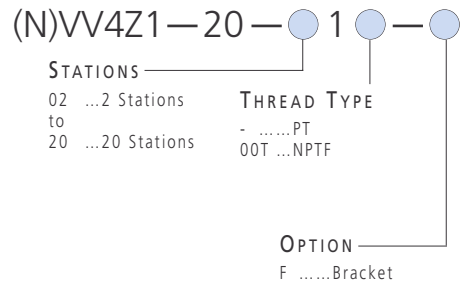 (N)VV4Z1—20— 1 —
STATIONS
02 ...2 Stations
to
20 ...20 Stations
THREAD TYPE
- ......PT
00T ...NPTF
OPTION
F ......Bracket